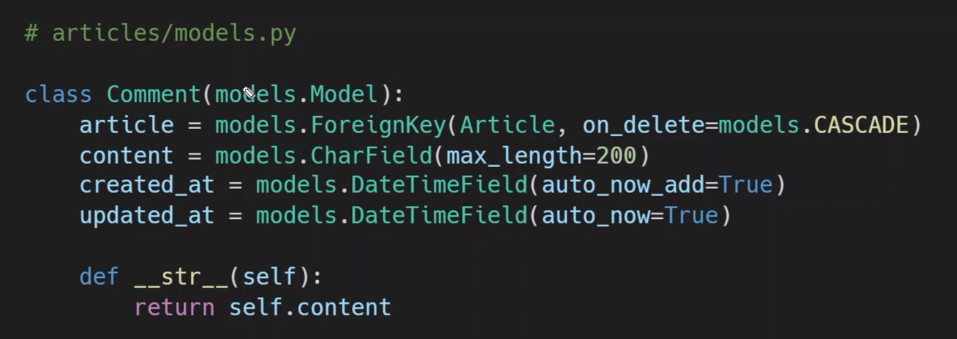 # articles/models.py
class Comment(models.Model):
    article = models.ForeignKey(Article, on_delete=models.CASCADE)
    content = models.CharField(max_length=200)
    created_at = models.DateTimeField(auto_now_add=True)
    updated_at = models.DateTimeField(auto_now=True)
    def __str__(self):
        return self.content